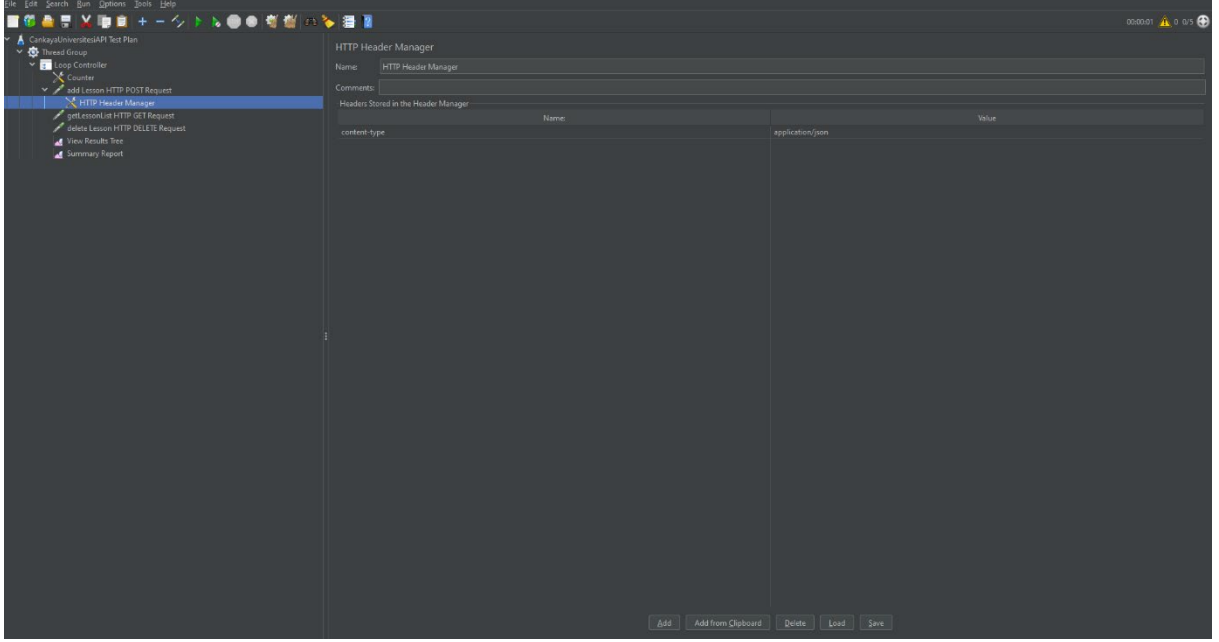 File Edit Search Run Options Tools Help
00:00:01 0 0/5
CankayaUniversitesiAPI Test Plan
Thread Group
Loop Controller
Counter
add Lesson HTTP POST Request
HTTP Header Manager
getLessonList HTTP GET Request
delete Lesson HTTP DELETE Request
View Results Tree
Summary Report
HTTP Header Manager
Name: HTTP Header Manager
Comments:
Headers Stored in the Header Manager
Name: Value
content-type application/json
Add Add from Clipboard Delete Load Save